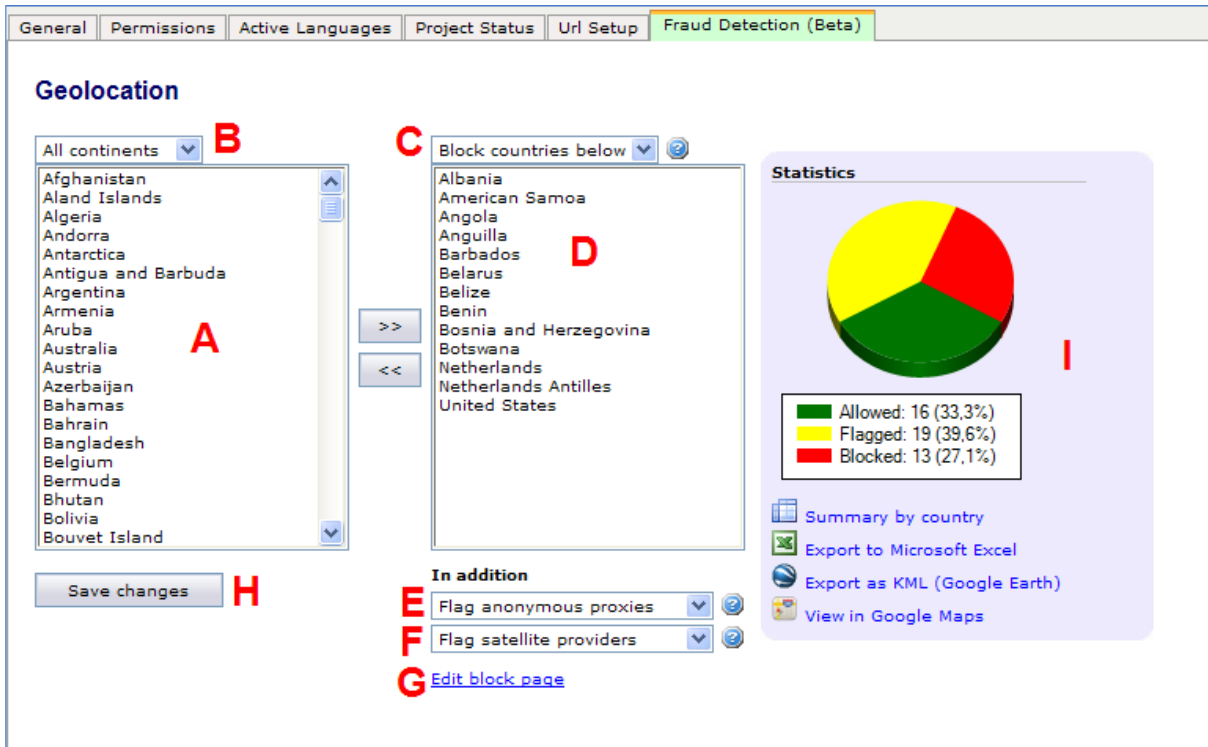 General Permissions Active Languages Project Status Url Setup Fraud Detection (Beta)
Geolocation
All continents B
Afghanistan
Aland Islands
Algeria
Andorra
Antarctica
Antigua and Barbuda
Argentina
Armenia
Aruba
Australia
Austria
Azerbaijan
Bahamas
Bahrain
Bangladesh
Belgium
Bermuda
Bhutan
Bolivia
Bouvet Island
A
>>
<<
Save changes H
C Block countries below ?
Albania
American Samoa
Angola
Anguilla
Barbados
Belarus
Belize
Benin
Bosnia and Herzegovina
Botswana
Netherlands
Netherlands Antilles
United States
D
In addition
E Flag anonymous proxies ?
F Flag satellite providers ?
G Edit block page
Statistics
I
Allowed: 16 (33,3%)
Flagged: 19 (39,6%)
Blocked: 13 (27,1%)
Summary by country
Export to Microsoft Excel
Export as KML (Google Earth)
View in Google Maps